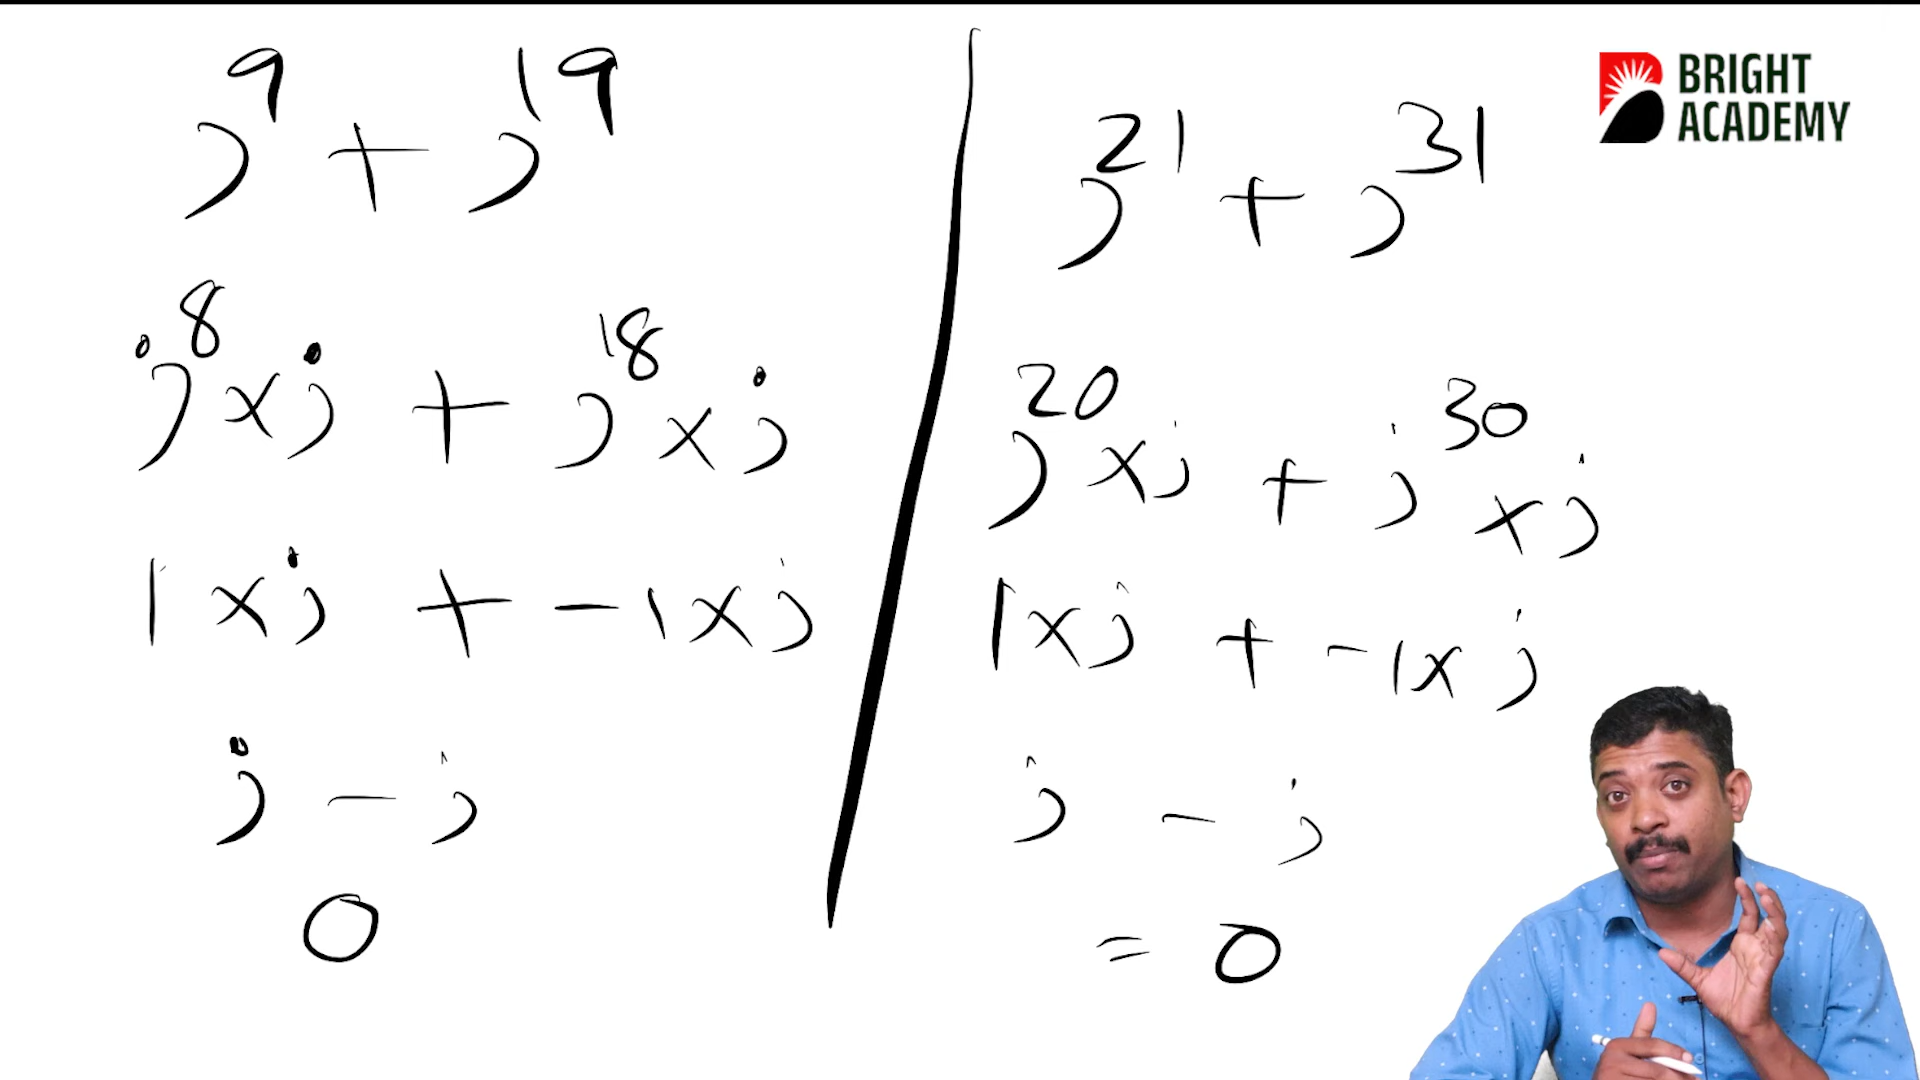 j⁹ + j¹⁹
j⁸ x j + j¹⁸ x j
1 x j + -1 x j
j - j
0
j²¹ + j³¹
j²⁰ x j + j³⁰ x j
1 x j + -1 x j
j - j
= 0
BRIGHT
ACADEMY